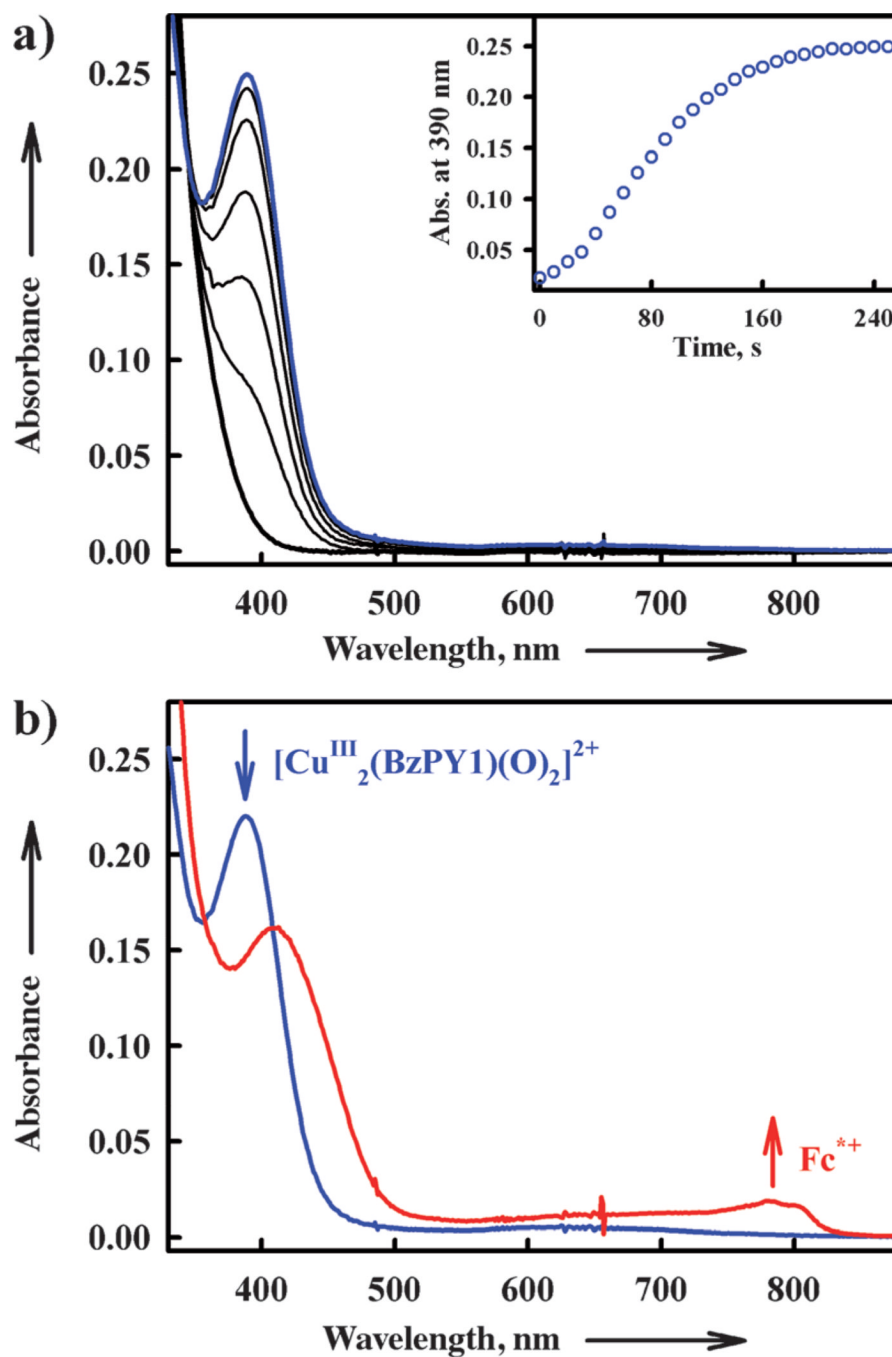 a)
0.25
0.20
0.15
0.10
0.05
0.00
Absorbance
400 500 600 700 800
Wavelength, nm
0.25
0.20
0.15
0.10
0.05
Abs. at 390 nm
0 80 160 240
Time, s
b)
0.25
0.20
0.15
0.10
0.05
0.00
Absorbance
[Cu^III_2(BzPY1)(O)_2]^2+
Fc^*+
400 500 600 700 800
Wavelength, nm